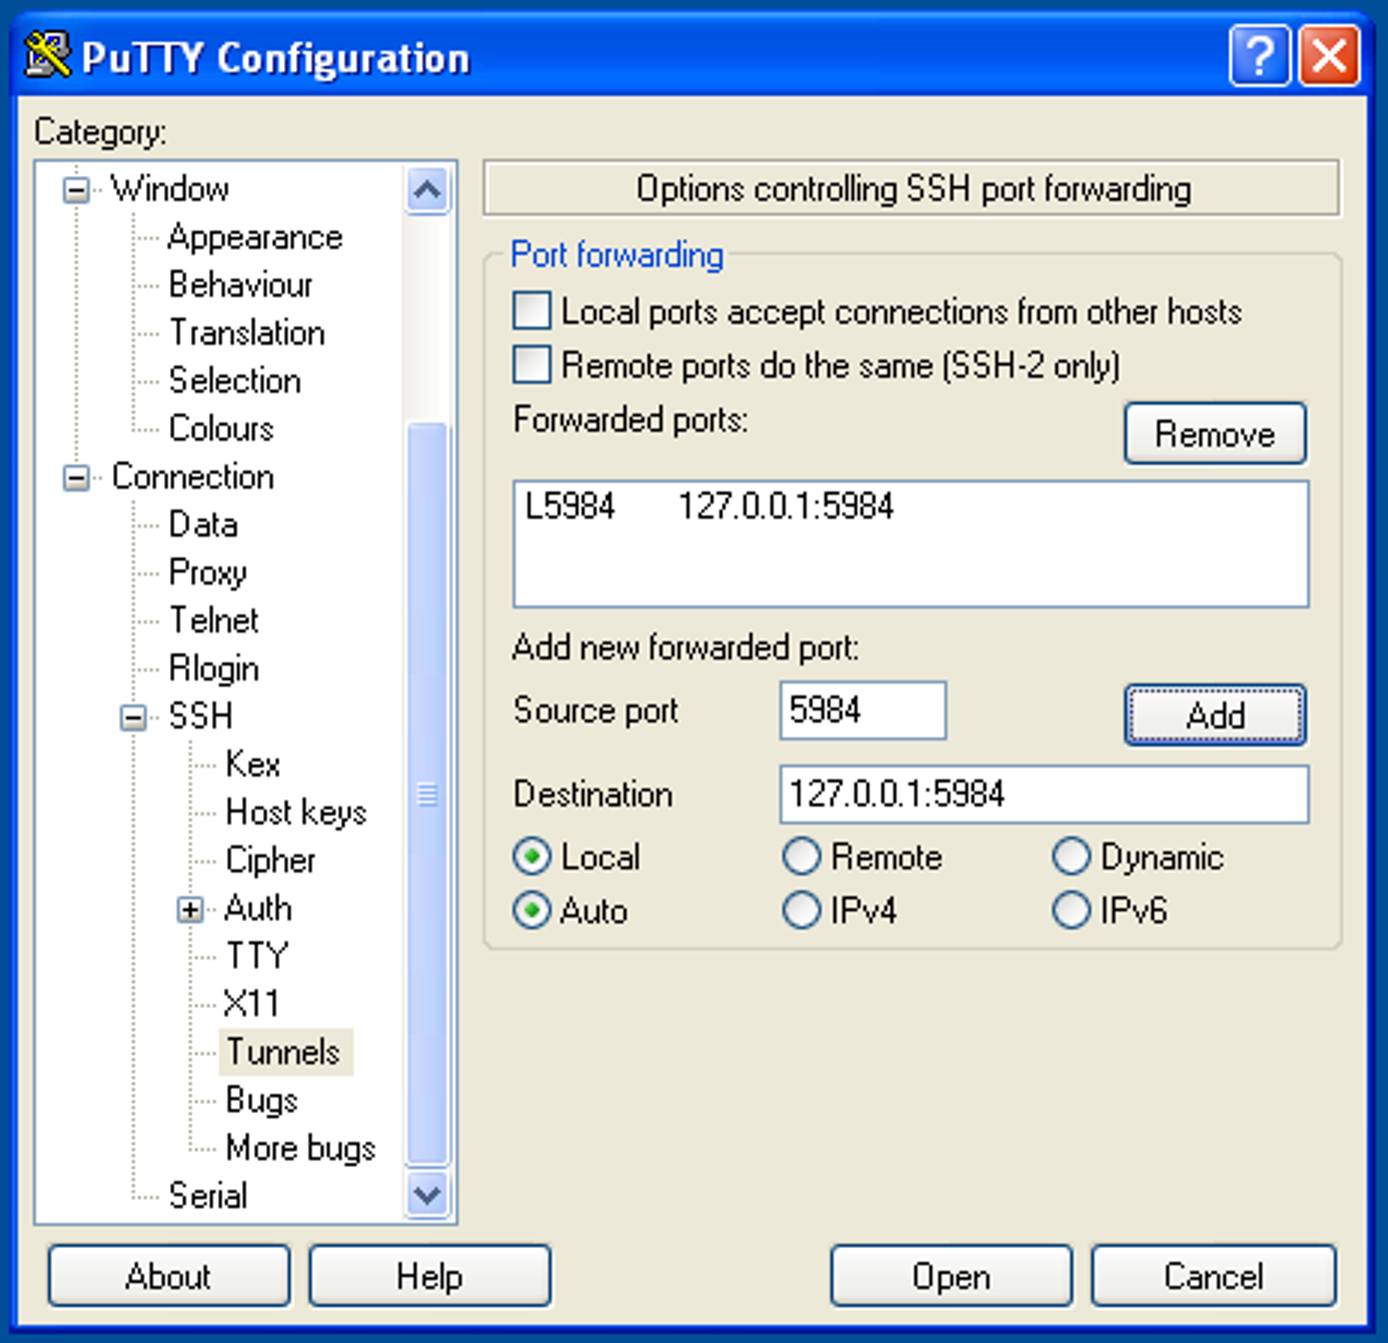 PuTTY Configuration
Category:
Window
Appearance
Behaviour
Translation
Selection
Colours
Connection
Data
Proxy
Telnet
Rlogin
SSH
Kex
Host keys
Cipher
Auth
TTY
X11
Tunnels
Bugs
More bugs
Serial
Options controlling SSH port forwarding
Port forwarding
Local ports accept connections from other hosts
Remote ports do the same (SSH-2 only)
Forwarded ports:
Remove
L5984 127.0.0.1:5984
Add new forwarded port:
Source port 5984 Add
Destination 127.0.0.1:5984
Local Remote Dynamic
Auto IPv4 IPv6
About Help Open Cancel